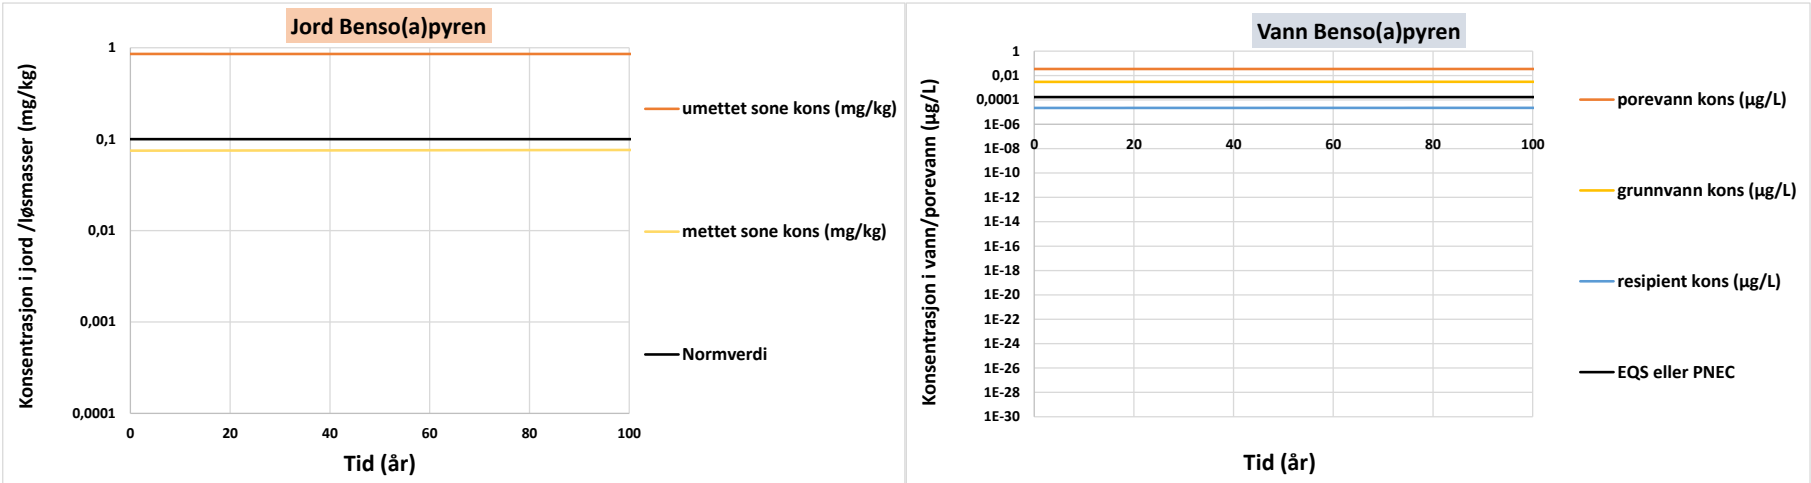 Jord Benso(a)pyren
Konsentrasjon i jord /løsmasser (mg/kg)
1
0,1
0,01
0,001
0,0001
0 20 40 60 80 100
Tid (år)
umettet sone kons (mg/kg)
mettet sone kons (mg/kg)
Normverdi
Vann Benso(a)pyren
Konsentrasjon i vann/porevann (µg/L)
1
0,01
0,0001
1E-06
1E-08
1E-10
1E-12
1E-14
1E-16
1E-18
1E-20
1E-22
1E-24
1E-26
1E-28
1E-30
0 20 40 60 80 100
Tid (år)
porevann kons (µg/L)
grunnvann kons (µg/L)
resipient kons (µg/L)
EQS eller PNEC